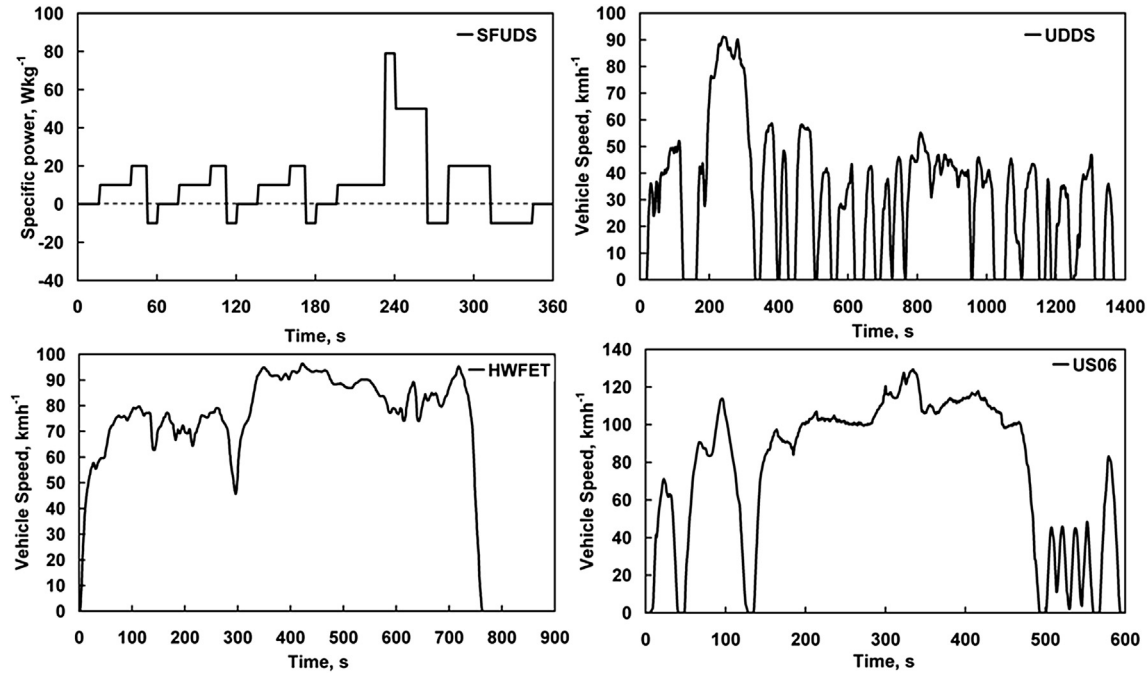 SFUDS
Specific power, Wkg⁻¹
100
80
60
40
20
0
-20
-40
0 60 120 180 240 300 360
Time, s
UDDS
Vehicle Speed, kmh⁻¹
100
90
80
70
60
50
40
30
20
10
0
0 200 400 600 800 1000 1200 1400
Time, s
HWFET
Vehicle Speed, kmh⁻¹
100
90
80
70
60
50
40
30
20
10
0
0 100 200 300 400 500 600 700 800 900
Time, s
US06
Vehicle Speed, kmh⁻¹
140
120
100
80
60
40
20
0
0 100 200 300 400 500 600
Time, s